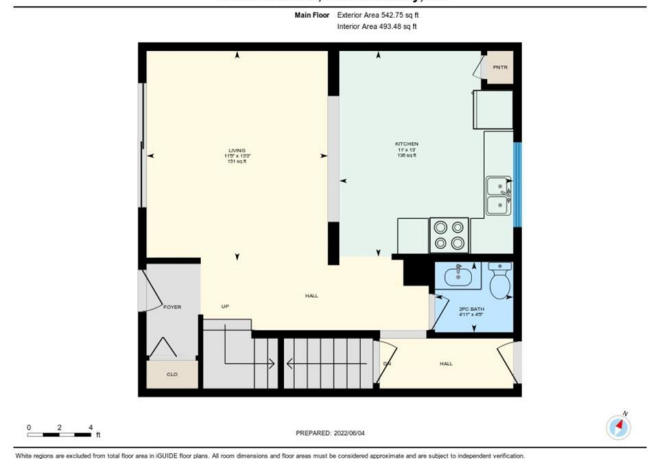 Main Floor Exterior Area 542.75 sq ft
Interior Area 493.48 sq ft
PNTR
LIVING
11'5" x 13'3"
151 sq ft
KITCHEN
11' x 13'
136 sq ft
HALL
UP
FOYER
2PC BATH
4'11" x 4'5"
CLO
DN
HALL
0 2 4
ft
PREPARED: 2022/06/04
N
White regions are excluded from total floor area in iGUIDE floor plans. All room dimensions and floor areas must be considered approximate and are subject to independent verification.